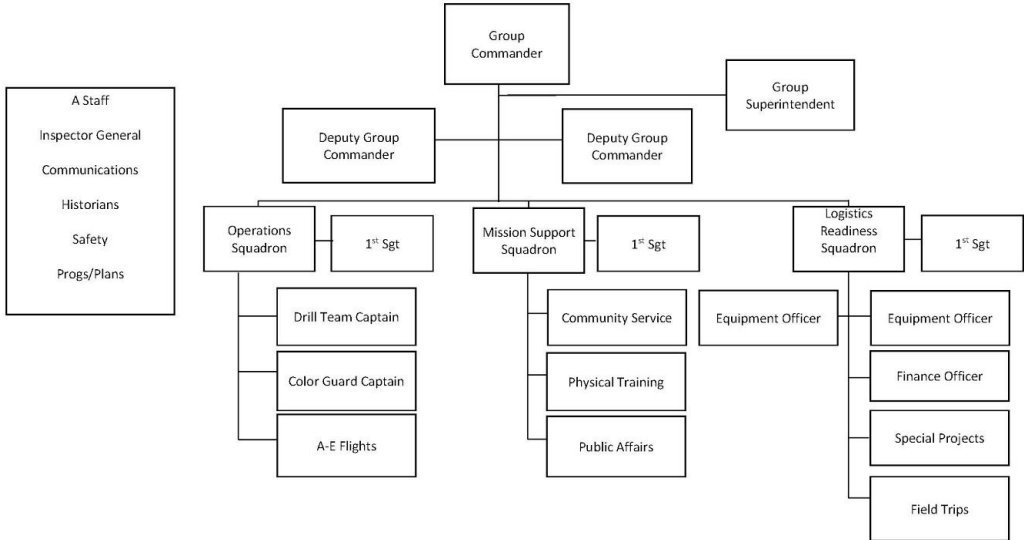 Group
Commander
Group
Superintendent
A Staff
Inspector General
Communications
Historians
Safety
Progs/Plans
Deputy Group
Commander
Deputy Group
Commander
Operations
Squadron
1st Sgt
Mission Support
Squadron
1st Sgt
Logistics
Readiness
Squadron
1st Sgt
Drill Team Captain
Color Guard Captain
A-E Flights
Community Service
Physical Training
Public Affairs
Equipment Officer
Equipment Officer
Finance Officer
Special Projects
Field Trips